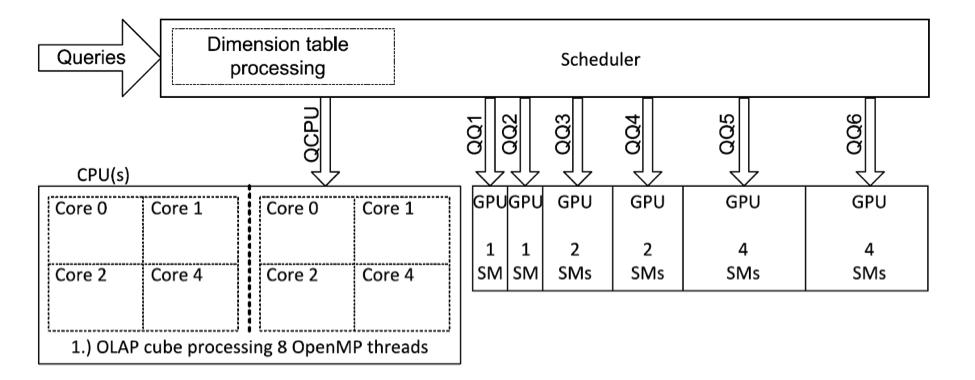 Queries
Dimension table
processing
Scheduler
QCPU
QQ1
QQ2
QQ3
QQ4
QQ5
QQ6
CPU(s)
Core 0
Core 1
Core 0
Core 1
Core 2
Core 4
Core 2
Core 4
1.) OLAP cube processing 8 OpenMP threads
GPU
1
SM
GPU
1
SM
GPU
2
SMs
GPU
2
SMs
GPU
4
SMs
GPU
4
SMs